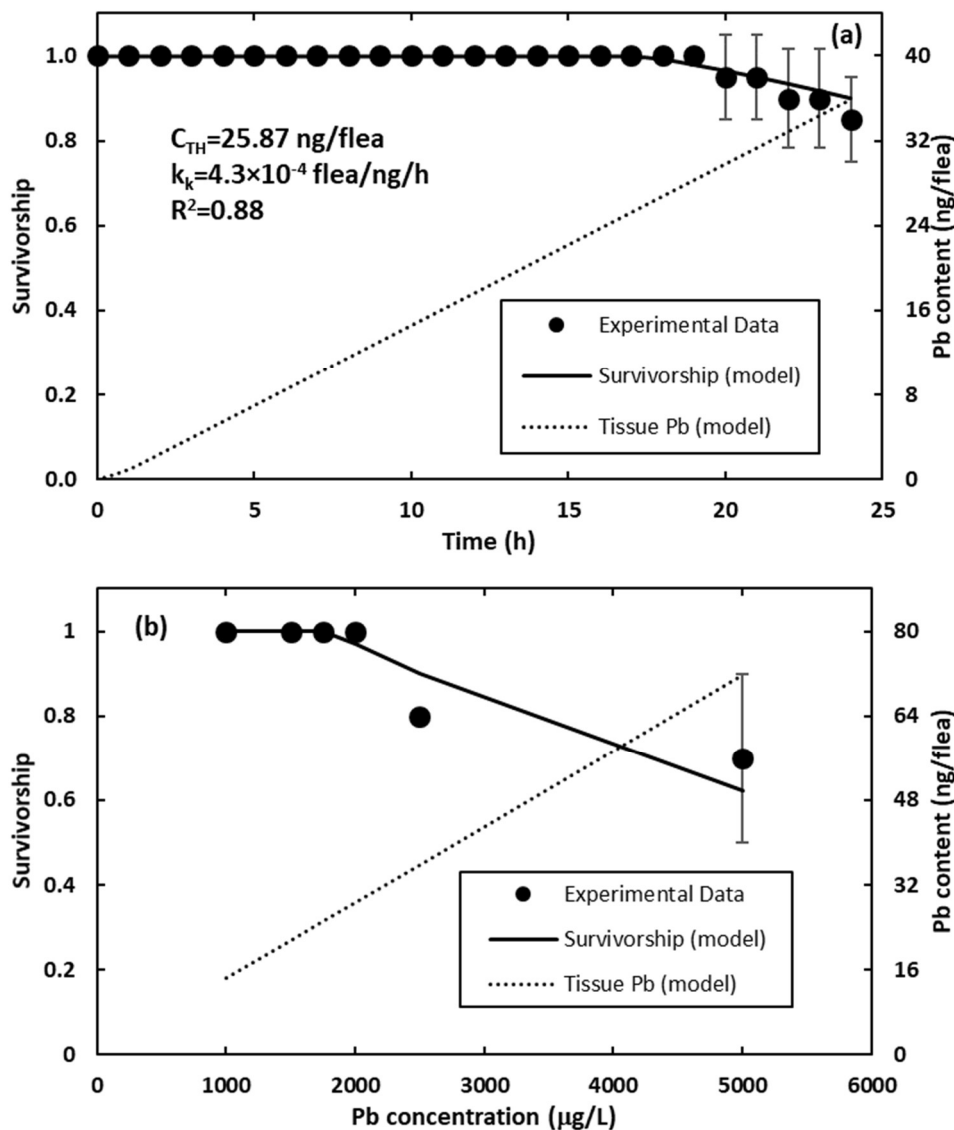 (a)
1.0
0.8
0.6
0.4
0.2
0.0
Survivorship
C_TH=25.87 ng/flea
k_k=4.3×10⁻⁴ flea/ng/h
R²=0.88
Experimental Data
Survivorship (model)
Tissue Pb (model)
40
32
24
16
8
0
Pb content (ng/flea)
0 5 10 15 20 25
Time (h)
(b)
1
0.8
0.6
0.4
0.2
0
Survivorship
Experimental Data
Survivorship (model)
Tissue Pb (model)
80
64
48
32
16
0
Pb content (ng/flea)
0 1000 2000 3000 4000 5000 6000
Pb concentration (µg/L)